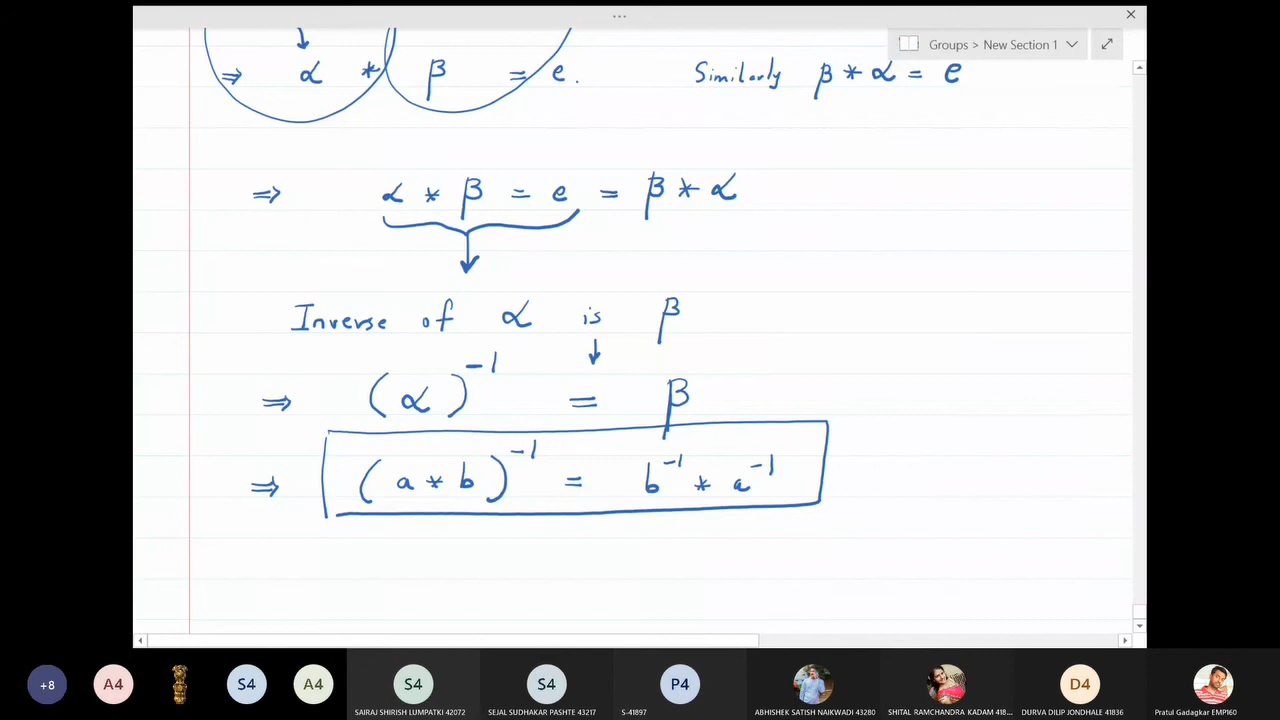 Groups > New Section 1
⇒ α * β = e. Similarly β * α = e
⇒ α * β = e = β * α
Inverse of α is β
⇒ (α)⁻¹ = β
⇒ (a * b)⁻¹ = b⁻¹ * a⁻¹
+8 A4 S4 A4 S4 S4 P4 D4
SAIRAJ SHIRISH LUMPATKI 42072 SEJAL SUDHAKAR PASHTE 43217 S-41897 ABHISHEK SATISH NAIKWADI 43280 SHITAL RAMCHANDRA KADAM 418... DURVA DILIP JONDHALE 41836 Pratul Gadagkar EMP160